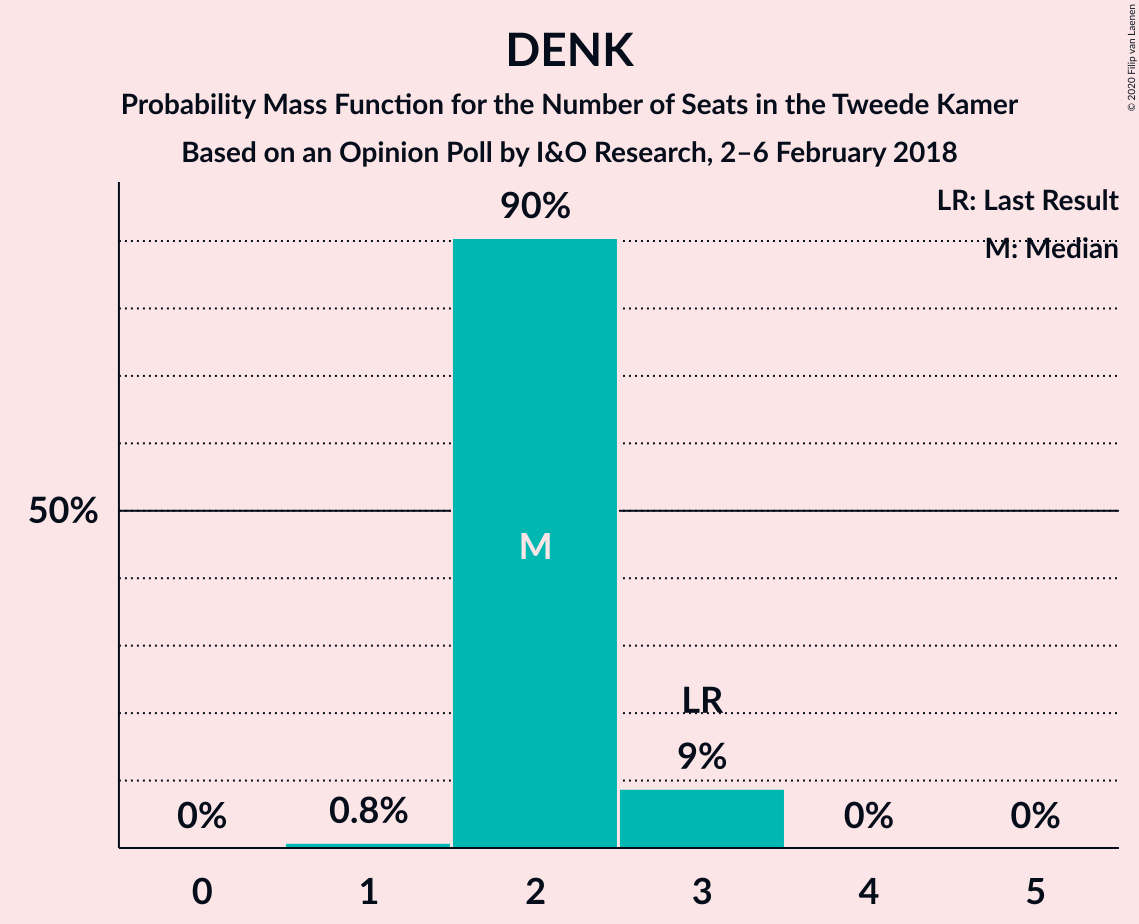 DENK
Probability Mass Function for the Number of Seats in the Tweede Kamer
Based on an Opinion Poll by I&O Research, 2–6 February 2018
© 2020 Filip van Laenen
LR: Last Result
M: Median
90%
50%
M
LR
9%
0%
0.8%
0%
0%
0
1
2
3
4
5